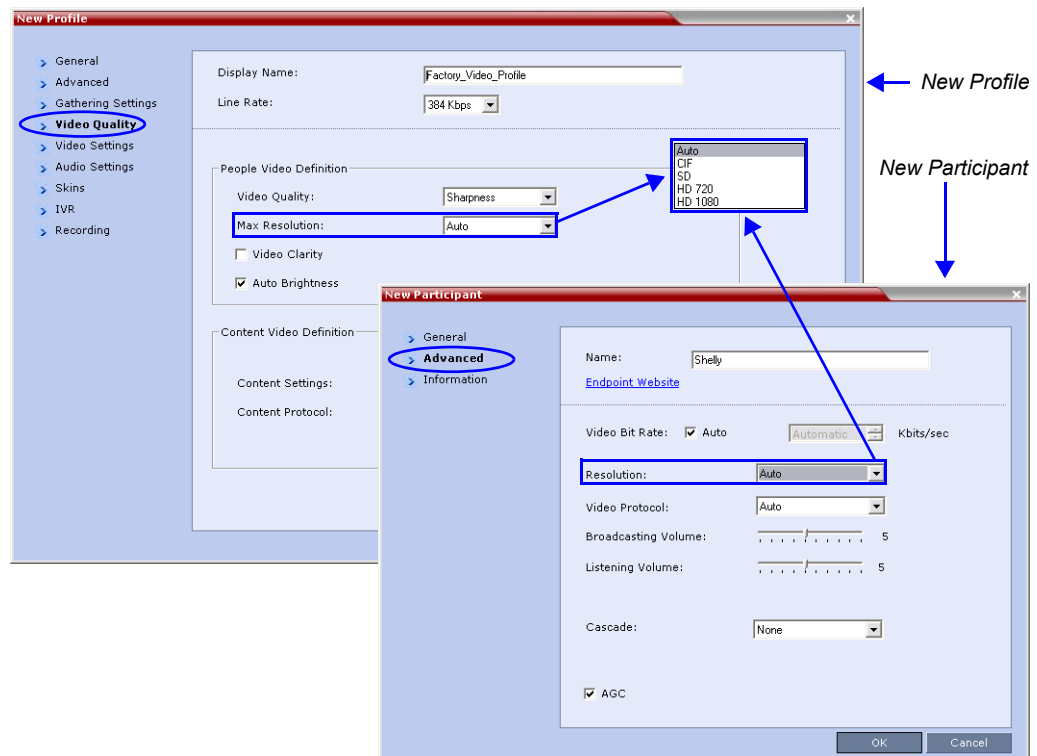 New Profile
General
Advanced
Gathering Settings
Video Quality
Video Settings
Audio Settings
Skins
IVR
Recording
Display Name: Factory_Video_Profile
Line Rate: 384 Kbps
People Video Definition
Video Quality: Sharpness
Max Resolution: Auto
Video Clarity
Auto Brightness
Auto
CIF
SD
HD 720
HD 1080
Content Video Definition
Content Settings:
Content Protocol:
New Profile
New Participant
New Participant
General
Advanced
Information
Name: Shelly
Endpoint Website
Video Bit Rate: Auto Automatic Kbits/sec
Resolution: Auto
Video Protocol: Auto
Broadcasting Volume: 5
Listening Volume: 5
Cascade: None
AGC
OK Cancel